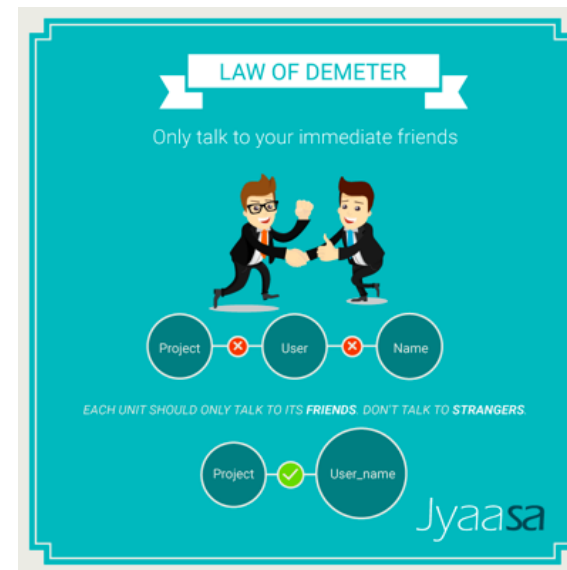 LAW OF DEMETER
Only talk to your immediate friends
Project User Name
EACH UNIT SHOULD ONLY TALK TO ITS FRIENDS. DON'T TALK TO STRANGERS.
Project User_name
Jyaasa